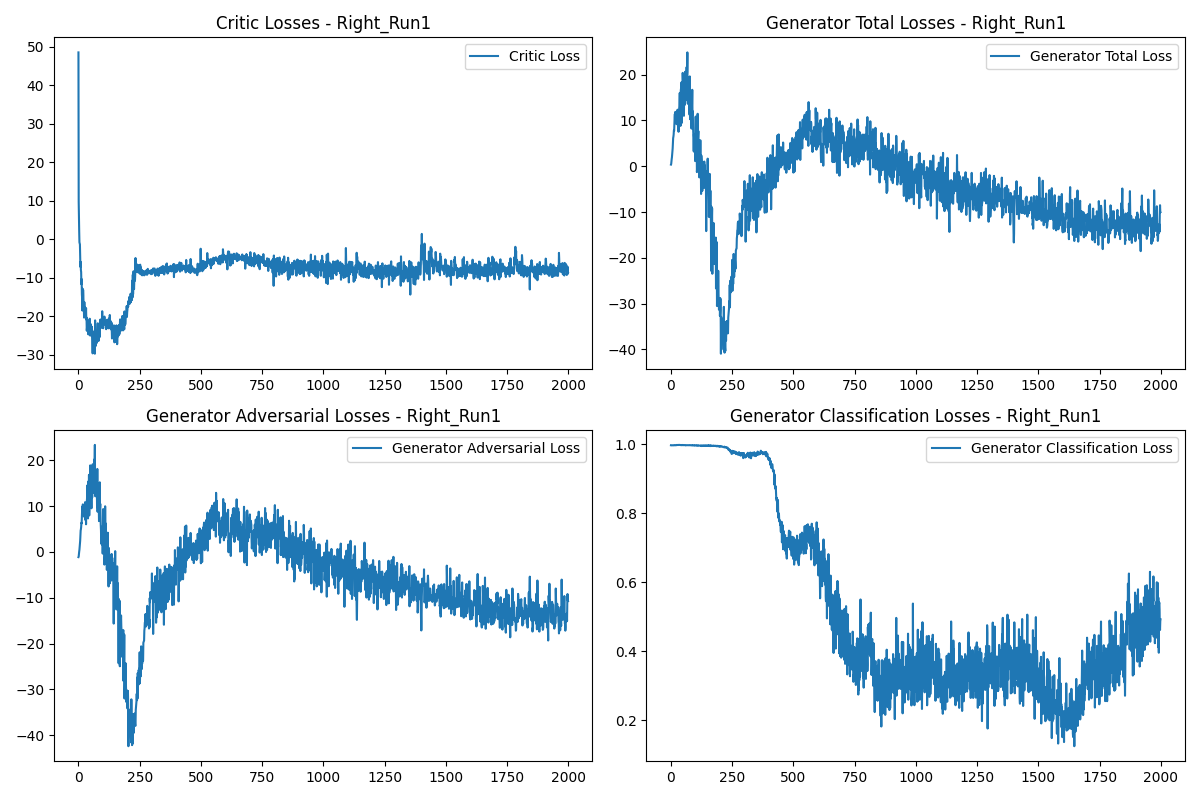 Critic Losses - Right_Run1
Critic Loss
50
40
30
20
10
0
−10
−20
−30
0 250 500 750 1000 1250 1500 1750 2000
Generator Total Losses - Right_Run1
Generator Total Loss
20
10
0
−10
−20
−30
−40
0 250 500 750 1000 1250 1500 1750 2000
Generator Adversarial Losses - Right_Run1
Generator Adversarial Loss
20
10
0
−10
−20
−30
−40
0 250 500 750 1000 1250 1500 1750 2000
Generator Classification Losses - Right_Run1
Generator Classification Loss
1.0
0.8
0.6
0.4
0.2
0 250 500 750 1000 1250 1500 1750 2000